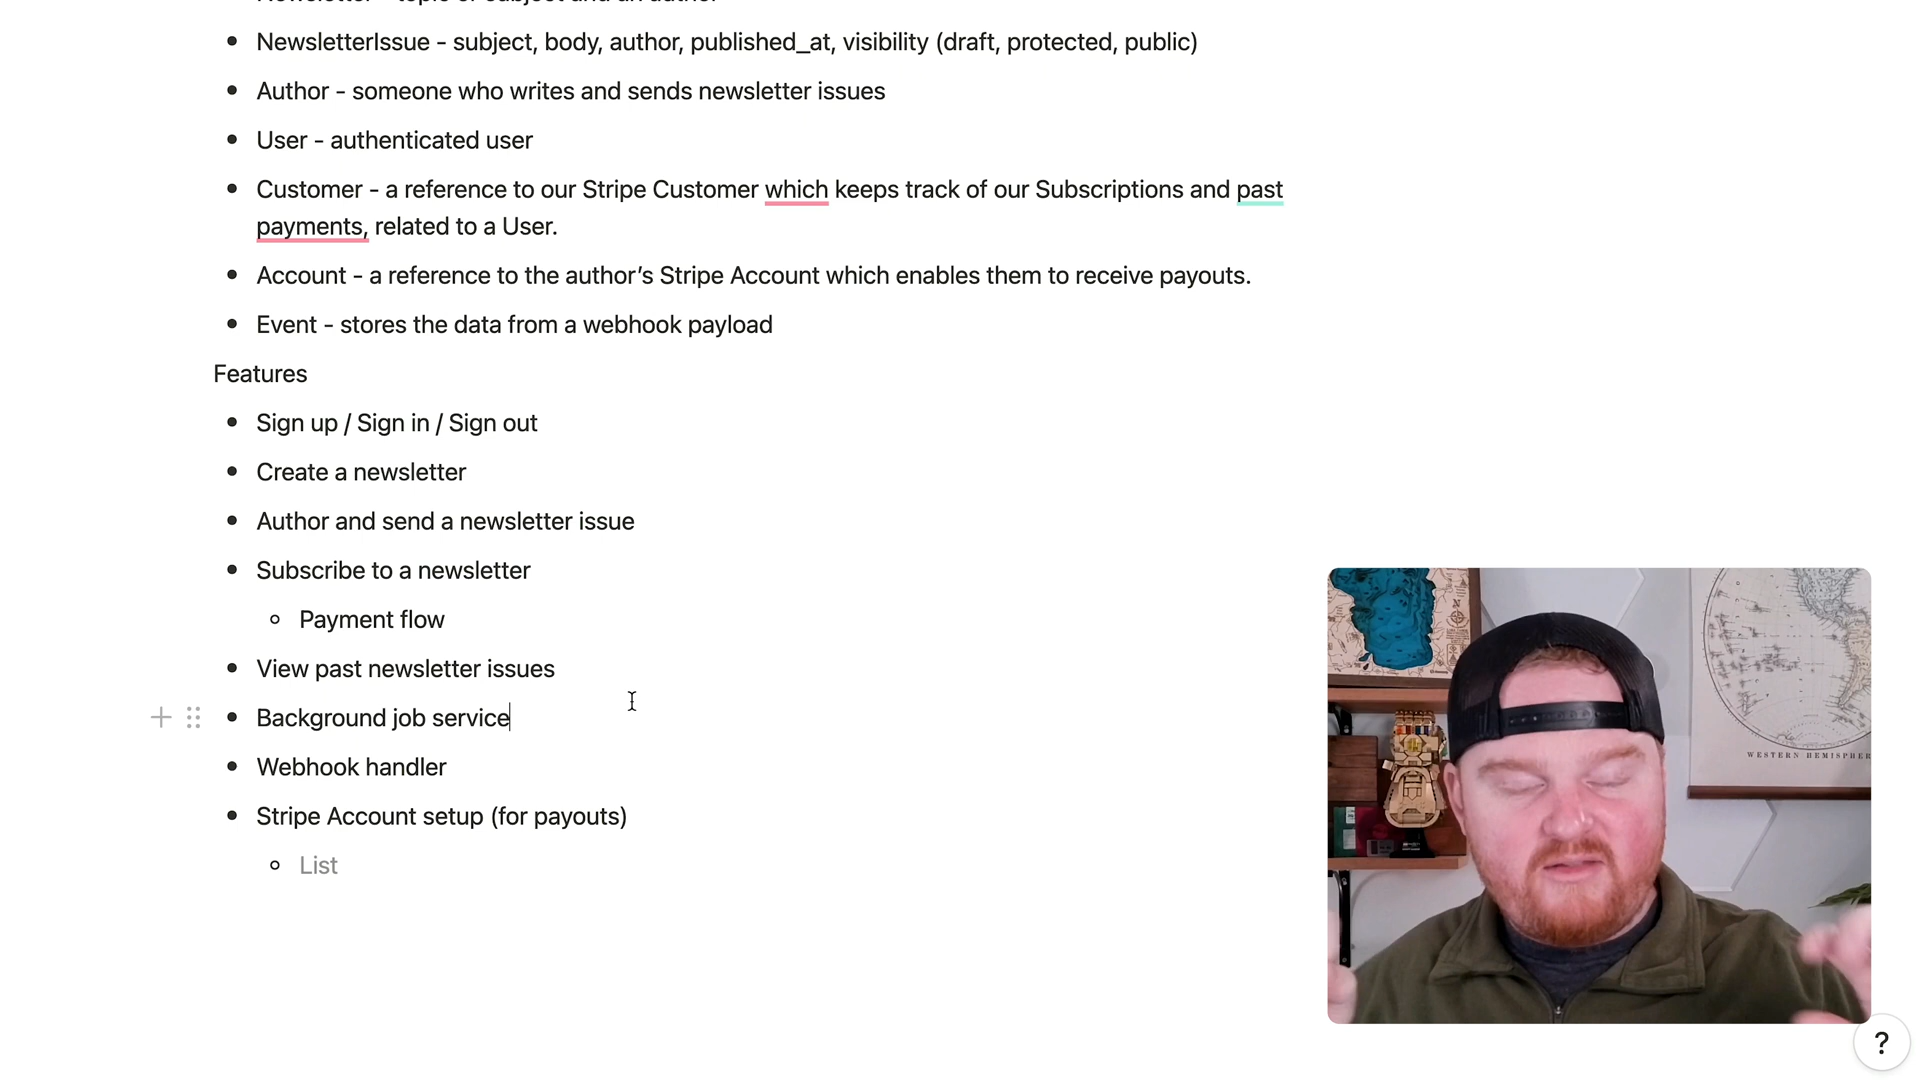 NewsletterIssue - subject, body, author, published_at, visibility (draft, protected, public)
Author - someone who writes and sends newsletter issues
User - authenticated user
Customer - a reference to our Stripe Customer which keeps track of our Subscriptions and past
payments, related to a User.
Account - a reference to the author’s Stripe Account which enables them to receive payouts.
Event - stores the data from a webhook payload
Features
Sign up / Sign in / Sign out
Create a newsletter
Author and send a newsletter issue
Subscribe to a newsletter
Payment flow
View past newsletter issues
Background job service
Webhook handler
Stripe Account setup (for payouts)
List
WESTERN HEMISPHER
?